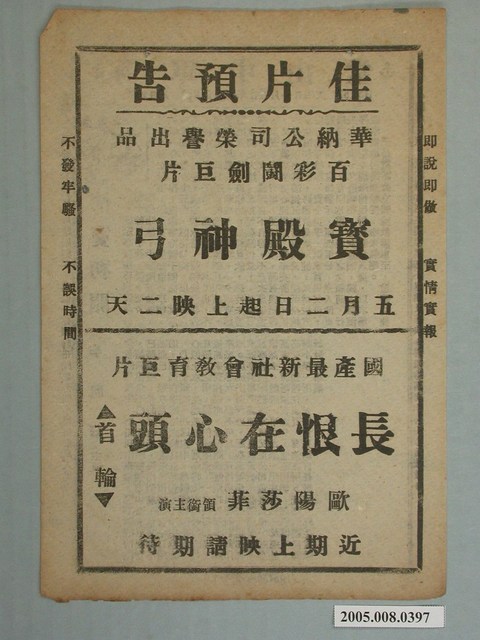 佳片預告
華納公司榮譽出品
百彩鬪劍巨片
寶殿神弓
五月二日起上映二天
國產最新社會教育巨片
長恨在心頭
首輪
歐陽莎菲 領銜主演
近期上映請期待
即說即做 實情實報
不發牢騷 不誤時間
2005.008.0397